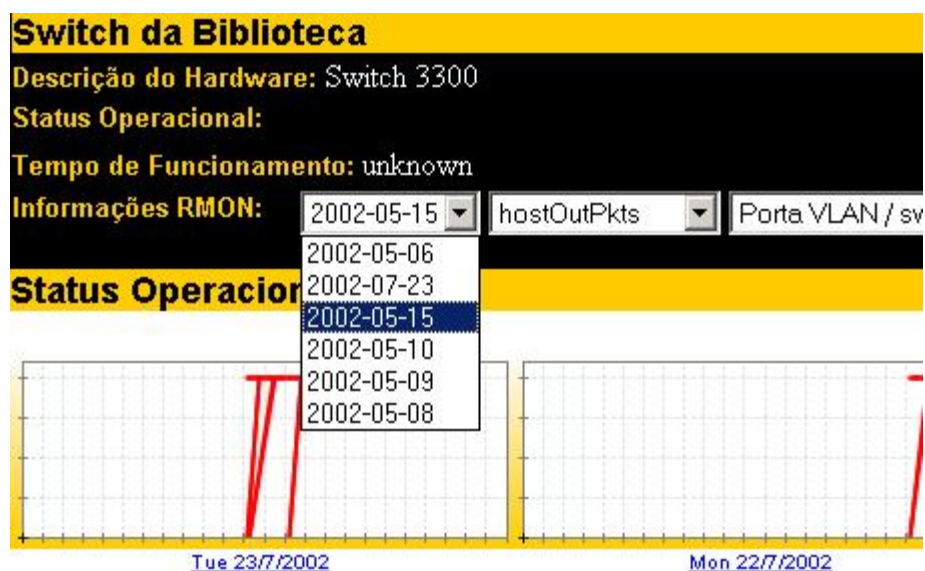 Switch da Biblioteca
Descrição do Hardware: Switch 3300
Status Operacional:
Tempo de Funcionamento: unknown
Informações RMON: 2002-05-15 hostOutPkts Porta VLAN / sw
2002-05-06
2002-07-23
2002-05-15
2002-05-10
2002-05-09
2002-05-08
Status Operacion
Tue 23/7/2002 Mon 22/7/2002